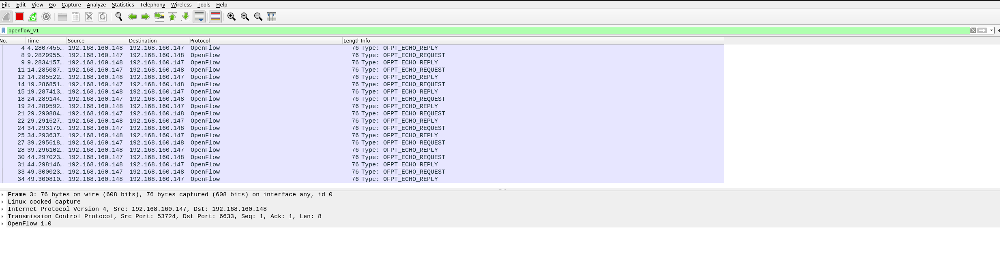 File Edit View Go Capture Analyze Statistics Telephony Wireless Tools Help
openflow_v1
No. Time Source Destination Protocol Length Info
4 4.2807455… 192.168.160.148 192.168.160.147 OpenFlow 76 Type: OFPT_ECHO_REPLY
8 9.2829955… 192.168.160.147 192.168.160.148 OpenFlow 76 Type: OFPT_ECHO_REQUEST
9 9.2834157… 192.168.160.148 192.168.160.147 OpenFlow 76 Type: OFPT_ECHO_REPLY
11 14.285087… 192.168.160.147 192.168.160.148 OpenFlow 76 Type: OFPT_ECHO_REQUEST
12 14.285522… 192.168.160.148 192.168.160.147 OpenFlow 76 Type: OFPT_ECHO_REPLY
14 19.286851… 192.168.160.147 192.168.160.148 OpenFlow 76 Type: OFPT_ECHO_REQUEST
15 19.287413… 192.168.160.148 192.168.160.147 OpenFlow 76 Type: OFPT_ECHO_REPLY
18 24.289144… 192.168.160.147 192.168.160.148 OpenFlow 76 Type: OFPT_ECHO_REQUEST
19 24.289592… 192.168.160.148 192.168.160.147 OpenFlow 76 Type: OFPT_ECHO_REPLY
21 29.290884… 192.168.160.147 192.168.160.148 OpenFlow 76 Type: OFPT_ECHO_REQUEST
22 29.291627… 192.168.160.148 192.168.160.147 OpenFlow 76 Type: OFPT_ECHO_REPLY
24 34.293179… 192.168.160.147 192.168.160.148 OpenFlow 76 Type: OFPT_ECHO_REQUEST
25 34.293637… 192.168.160.148 192.168.160.147 OpenFlow 76 Type: OFPT_ECHO_REPLY
27 39.295618… 192.168.160.147 192.168.160.148 OpenFlow 76 Type: OFPT_ECHO_REQUEST
28 39.296102… 192.168.160.148 192.168.160.147 OpenFlow 76 Type: OFPT_ECHO_REPLY
30 44.297023… 192.168.160.147 192.168.160.148 OpenFlow 76 Type: OFPT_ECHO_REQUEST
31 44.298146… 192.168.160.148 192.168.160.147 OpenFlow 76 Type: OFPT_ECHO_REPLY
33 49.300023… 192.168.160.147 192.168.160.148 OpenFlow 76 Type: OFPT_ECHO_REQUEST
34 49.300810… 192.168.160.148 192.168.160.147 OpenFlow 76 Type: OFPT_ECHO_REPLY
Frame 3: 76 bytes on wire (608 bits), 76 bytes captured (608 bits) on interface any, id 0
Linux cooked capture
Internet Protocol Version 4, Src: 192.168.160.147, Dst: 192.168.160.148
Transmission Control Protocol, Src Port: 53724, Dst Port: 6633, Seq: 1, Ack: 1, Len: 8
OpenFlow 1.0